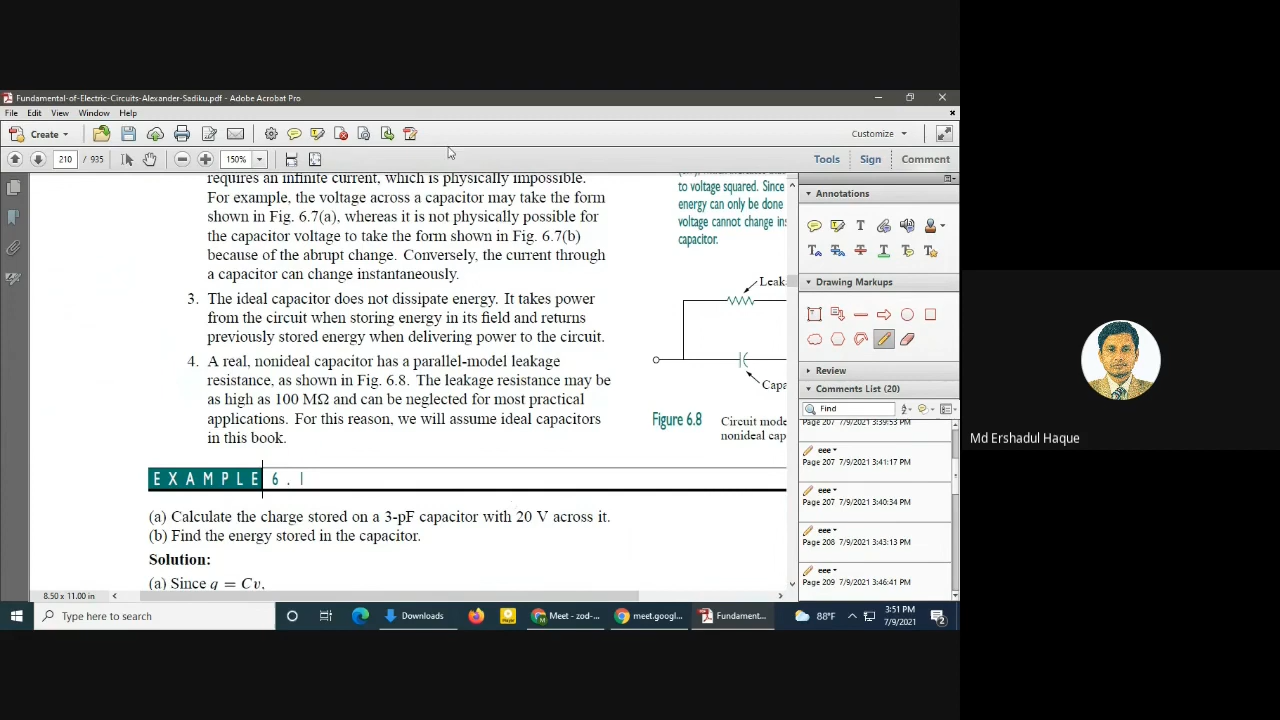 Fundamental-of-Electric-Circuits-Alexander-Sadiku.pdf - Adobe Acrobat Pro
File Edit View Window Help
Create
Customize
210 / 935
150%
Tools Sign Comment
requires an infinite current, which is physically impossible.
For example, the voltage across a capacitor may take the form
shown in Fig. 6.7(a), whereas it is not physically possible for
the capacitor voltage to take the form shown in Fig. 6.7(b)
because of the abrupt change. Conversely, the current through
a capacitor can change instantaneously.
3. The ideal capacitor does not dissipate energy. It takes power
from the circuit when storing energy in its field and returns
previously stored energy when delivering power to the circuit.
4. A real, nonideal capacitor has a parallel-model leakage
resistance, as shown in Fig. 6.8. The leakage resistance may be
as high as 100 MΩ and can be neglected for most practical
applications. For this reason, we will assume ideal capacitors
in this book.
to voltage squared. Since
energy can only be done
voltage cannot change ins
capacitor.
Leak
Capa
Figure 6.8 Circuit mode
nonideal cap
EXAMPLE 6.1
(a) Calculate the charge stored on a 3-pF capacitor with 20 V across it.
(b) Find the energy stored in the capacitor.
Solution:
(a) Since q = Cv,
8.50 x 11.00 in
Annotations
Drawing Markups
Review
Comments List (20)
Find
Page 207 7/9/2021 3:39:53 PM
eee
Page 207 7/9/2021 3:41:17 PM
eee
Page 207 7/9/2021 3:40:34 PM
eee
Page 208 7/9/2021 3:43:13 PM
eee
Page 209 7/9/2021 3:46:41 PM
Type here to search
Downloads
Meet - zod-...
meet.googl...
Fundament...
88°F
3:51 PM
7/9/2021
2
Md Ershadul Haque